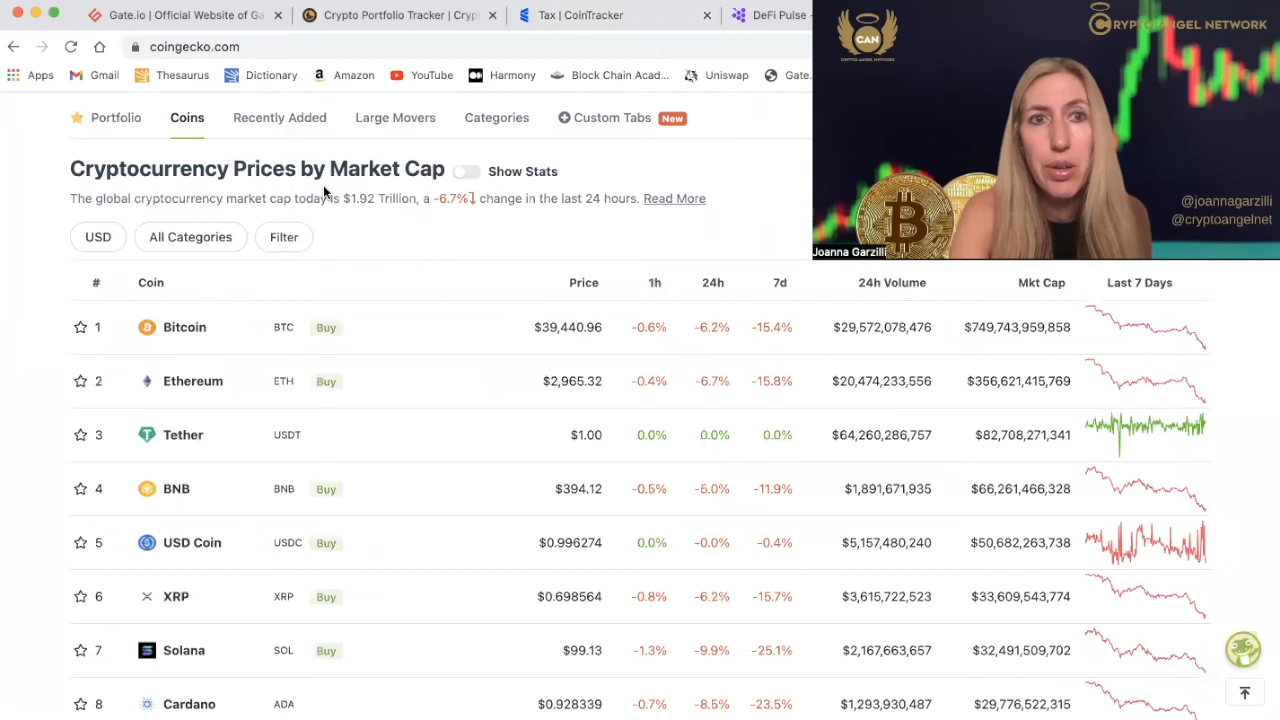 Gate.io | Official Website of Ga
Crypto Portfolio Tracker | Crypt
Tax | CoinTracker
DeFi Pulse -
coingecko.com
Apps Gmail Thesaurus Dictionary Amazon YouTube Harmony Block Chain Acad... Uniswap Gate.
Portfolio Coins Recently Added Large Movers Categories Custom Tabs New
Cryptocurrency Prices by Market Cap Show Stats
The global cryptocurrency market cap today is $1.92 Trillion, a -6.7% change in the last 24 hours. Read More
USD All Categories Filter
# Coin Price 1h 24h 7d 24h Volume Mkt Cap Last 7 Days
1 Bitcoin BTC Buy $39,440.96 -0.6% -6.2% -15.4% $29,572,078,476 $749,743,959,858
2 Ethereum ETH Buy $2,965.32 -0.4% -6.7% -15.8% $20,474,233,556 $356,621,415,769
3 Tether USDT $1.00 0.0% 0.0% 0.0% $64,260,286,757 $82,708,271,341
4 BNB BNB Buy $394.12 -0.5% -5.0% -11.9% $1,891,671,935 $66,261,466,328
5 USD Coin USDC Buy $0.996274 0.0% -0.0% -0.4% $5,157,480,240 $50,682,263,738
6 XRP XRP Buy $0.698564 -0.8% -6.2% -15.7% $3,615,722,523 $33,609,543,774
7 Solana SOL Buy $99.13 -1.3% -9.9% -25.1% $2,167,663,657 $32,491,509,702
8 Cardano ADA $0.928339 -0.7% -8.5% -23.5% $1,293,930,487 $29,776,522,315
CAN
CRYPTO ANGEL NETWORK
CRYPTO ANGEL NETWORK
@joannagarzilli
@cryptoangelnet
Joanna Garzilli